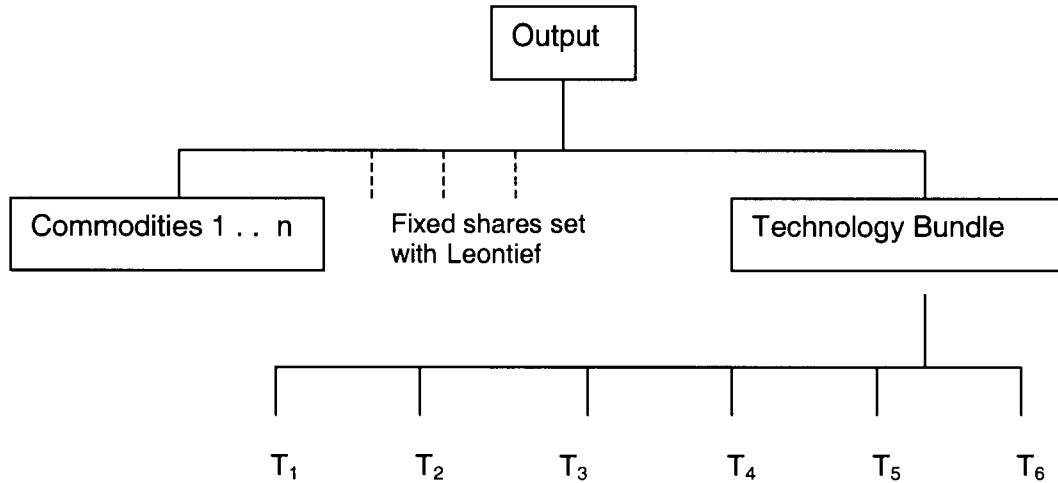 Output
Commodities 1 . . n
Fixed shares set
with Leontief
Technology Bundle
T₁ T₂ T₃ T₄ T₅ T₆